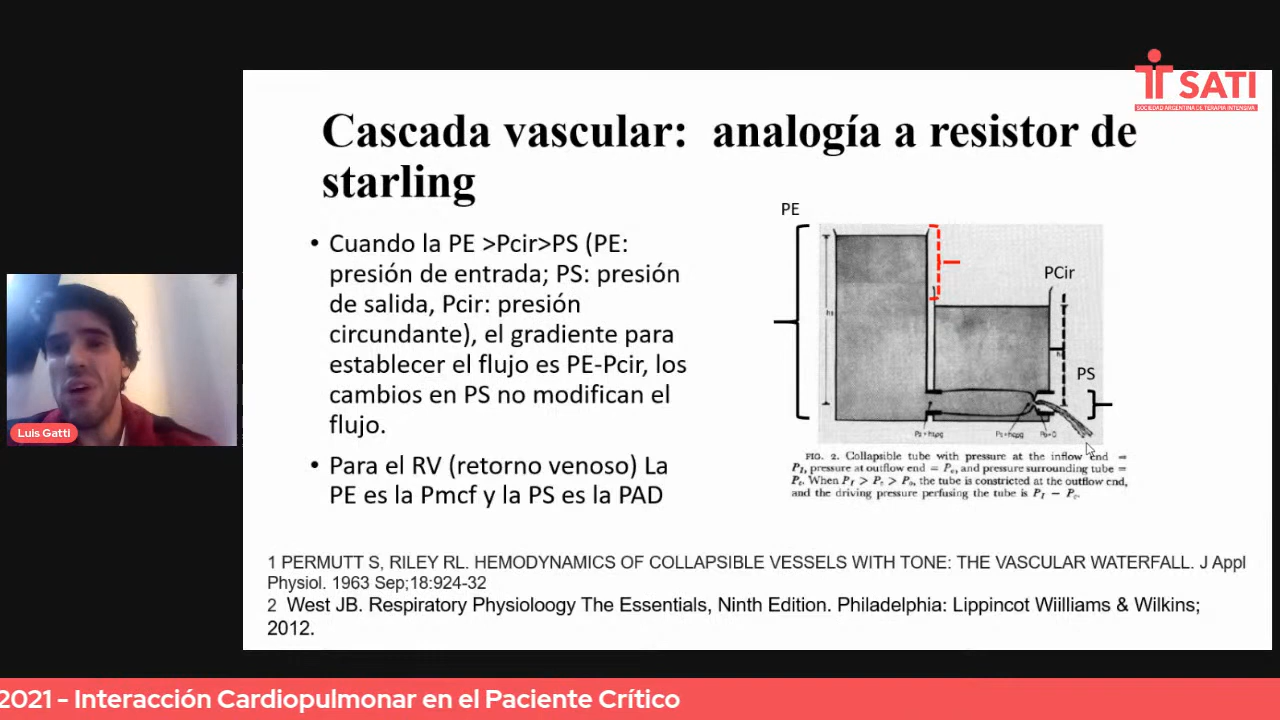 SATI
SOCIEDAD ARGENTINA DE TERAPIA INTENSIVA
Cascada vascular: analogía a resistor de
starling
• Cuando la PE >Pcir>PS (PE:
presión de entrada; PS: presión
de salida, Pcir: presión
circundante), el gradiente para
establecer el flujo es PE-Pcir, los
cambios en PS no modifican el
flujo.
• Para el RV (retorno venoso) La
PE es la Pmcf y la PS es la PAD
PE
PCir
PS
FIG. 2. Collapsible tube with pressure at the inflow end =
pressure at outflow end = and pressure surrounding tube =
When the tube is constricted at the outflow end,
and the driving pressure perfusing the tube is
1 PERMUTT S, RILEY RL. HEMODYNAMICS OF COLLAPSIBLE VESSELS WITH TONE: THE VASCULAR WATERFALL. J Appl
Physiol. 1963 Sep;18:924-32
2 West JB. Respiratory Physioloogy The Essentials, Ninth Edition. Philadelphia: Lippincot Wiilliams & Wilkins;
2012.
Luis Gatti
2021 - Interacción Cardiopulmonar en el Paciente Crítico